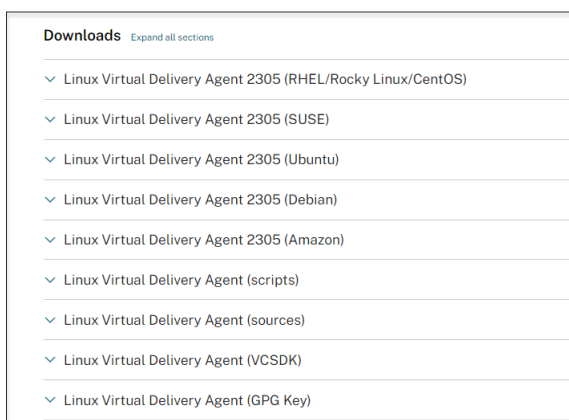 Downloads Expand all sections
Linux Virtual Delivery Agent 2305 (RHEL/Rocky Linux/CentOS)
Linux Virtual Delivery Agent 2305 (SUSE)
Linux Virtual Delivery Agent 2305 (Ubuntu)
Linux Virtual Delivery Agent 2305 (Debian)
Linux Virtual Delivery Agent 2305 (Amazon)
Linux Virtual Delivery Agent (scripts)
Linux Virtual Delivery Agent (sources)
Linux Virtual Delivery Agent (VCSDK)
Linux Virtual Delivery Agent (GPG Key)